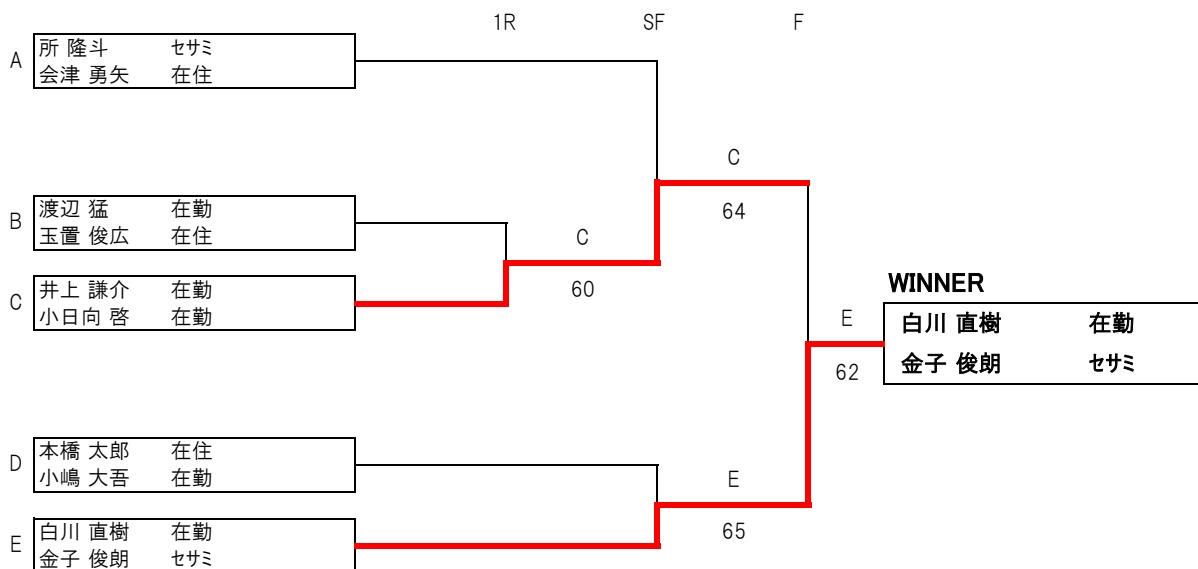 1R SF F
A 所 隆斗 セサミ
会津 勇矢 在住
C
64
B 渡辺 猛 在勤
玉置 俊広 在住
C
60
C 井上 謙介 在勤
小日向 啓 在勤
WINNER
E
62
白川 直樹 在勤
金子 俊朗 セサミ
D 本橋 太郎 在住
小嶋 大吾 在勤
E
65
E 白川 直樹 在勤
金子 俊朗 セサミ